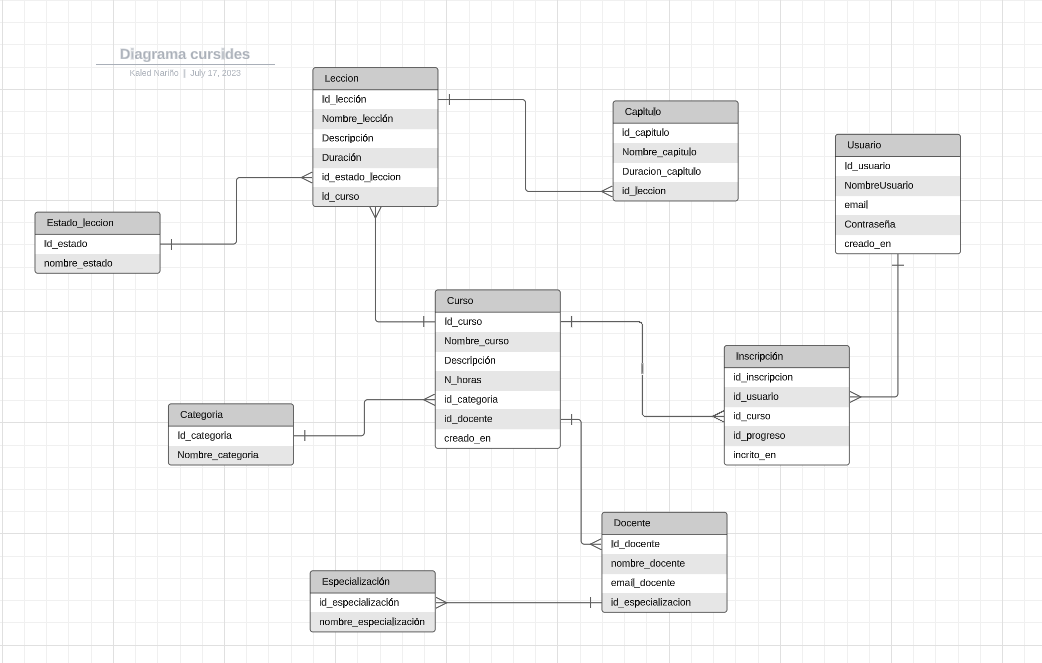 Diagrama cursides
Kaled Nariño | July 17, 2023
Leccion
Id_lección
Nombre_lección
Descripción
Duración
id_estado_leccion
id_curso
Capitulo
id_capitulo
Nombre_capitulo
Duracion_capitulo
id_leccion
Usuario
Id_usuario
NombreUsuario
email
Contraseña
creado_en
Estado_leccion
Id_estado
nombre_estado
Curso
Id_curso
Nombre_curso
Descripción
N_horas
id_categoria
id_docente
creado_en
Inscripción
id_inscripcion
id_usuario
id_curso
id_progreso
incrito_en
Categoria
Id_categoria
Nombre_categoria
Docente
Id_docente
nombre_docente
email_docente
id_especializacion
Especialización
id_especialización
nombre_especialización